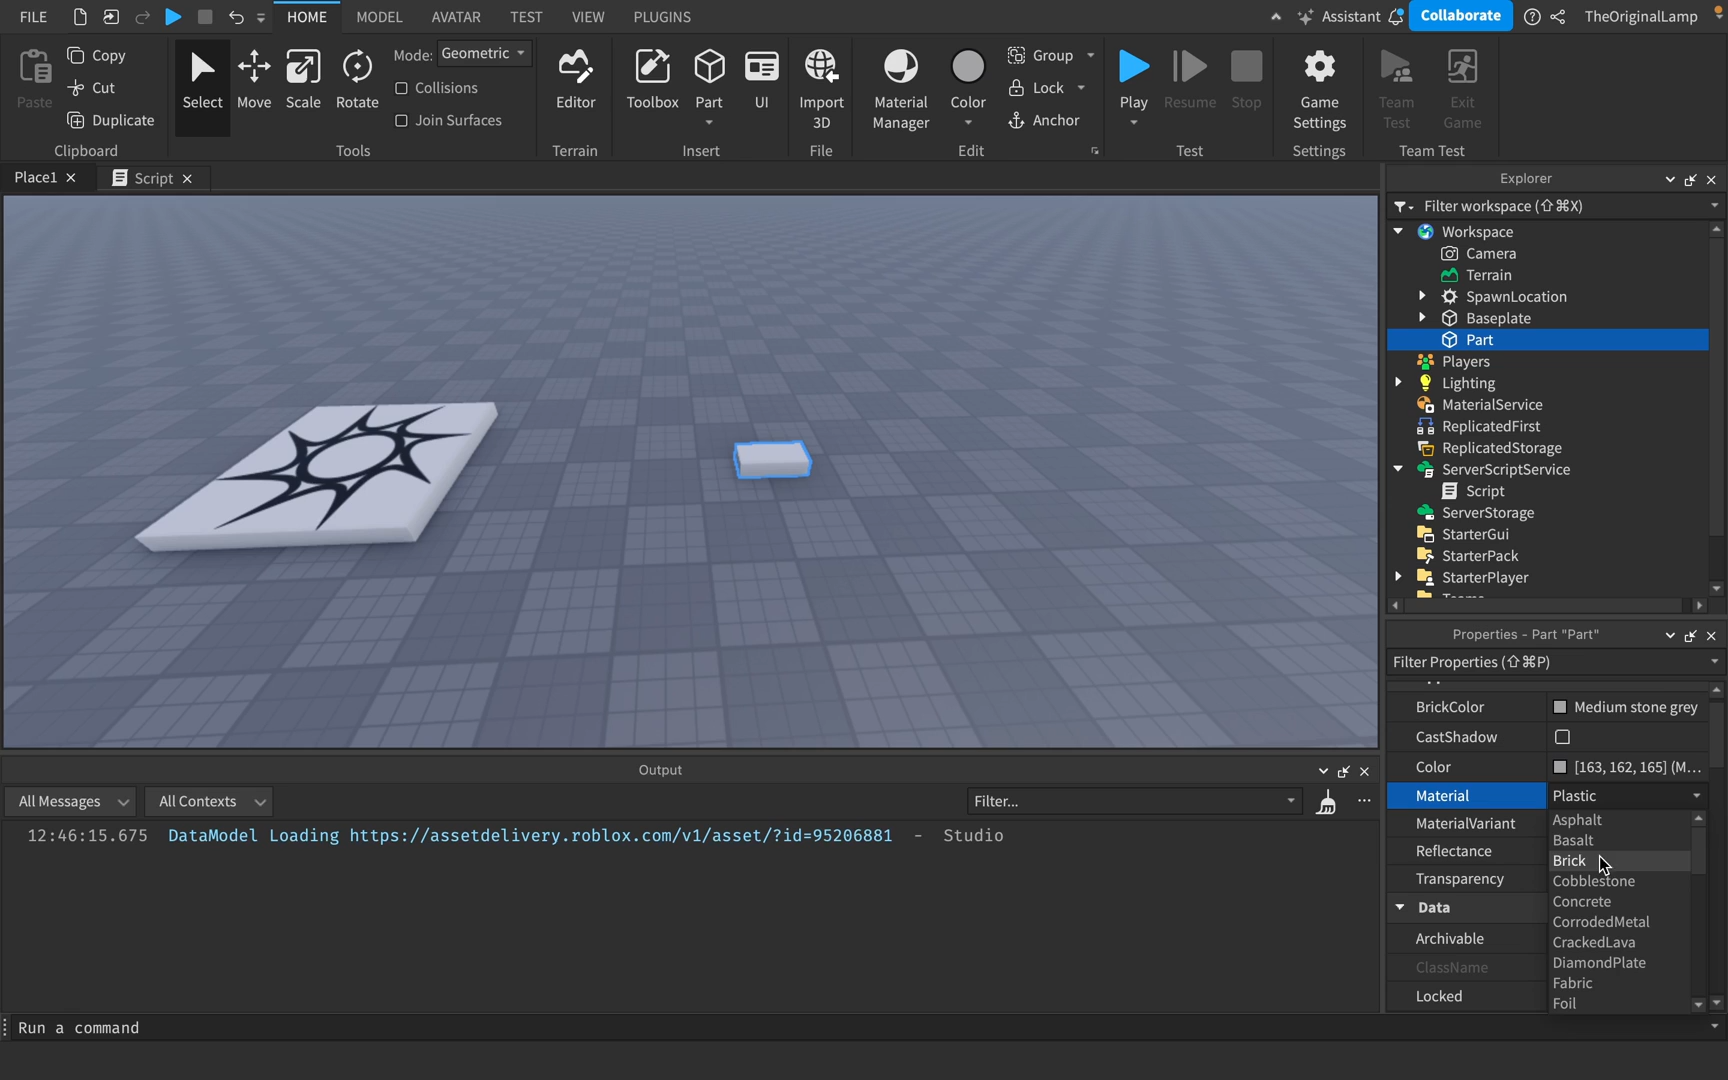 FILE HOME MODEL AVATAR TEST VIEW PLUGINS Assistant Collaborate TheOriginalLamp
Paste
Copy
Cut
Duplicate
Clipboard
Select Move Scale Rotate
Mode: Geometric
Collisions
Join Surfaces
Tools
Editor
Terrain
Toolbox Part UI
Insert
Import
3D
File
Material
Manager
Color
Group
Lock
Anchor
Edit
Play Resume Stop
Test
Game
Settings
Settings
Team
Test
Exit
Game
Team Test
Place1 Script
Explorer
Filter workspace (⇧⌘X)
Workspace
Camera
Terrain
SpawnLocation
Baseplate
Part
Players
Lighting
MaterialService
ReplicatedFirst
ReplicatedStorage
ServerScriptService
Script
ServerStorage
StarterGui
StarterPack
StarterPlayer
Properties - Part "Part"
Filter Properties (⇧⌘P)
BrickColor Medium stone grey
CastShadow
Color [163, 162, 165] (M...
Material Plastic
MaterialVariant
Reflectance
Transparency
Data
Archivable
ClassName
Locked
Asphalt
Basalt
Brick
Cobblestone
Concrete
CorrodedMetal
CrackedLava
DiamondPlate
Fabric
Foil
Output
All Messages All Contexts Filter... ...
12:46:15.675 DataModel Loading https://assetdelivery.roblox.com/v1/asset/?id=95206881 - Studio
Run a command